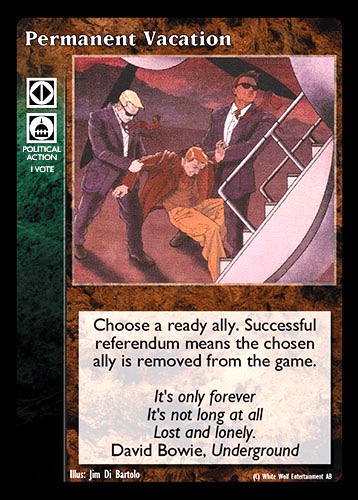 Permanent Vacation
POLITICAL
ACTION
1 VOTE
Choose a ready ally. Successful
referendum means the chosen
ally is removed from the game.
It's only forever
It's not long at all
Lost and lonely.
David Bowie, Underground
Illus: Jim Di Bartolo
(C) White Wolf Entertainment AB